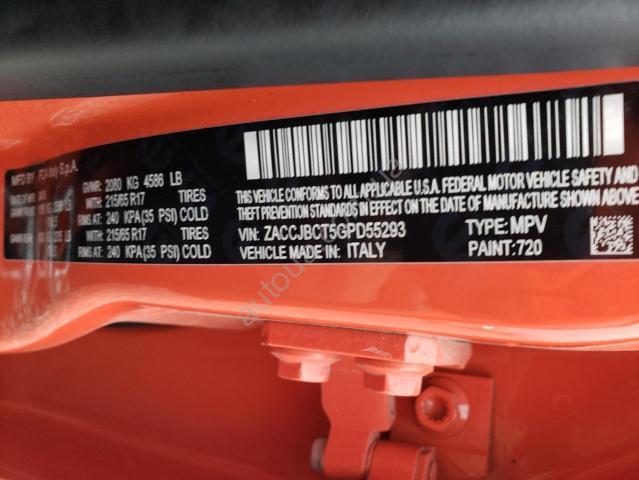 MFD BY FCA Italy S.p.A.
GVWR: 2080 KG 4586 LB
WITH: 215/65 R17 TIRES
RIMS AT: 240 KPA(35 PSI) COLD
WITH: 215/65 R17 TIRES
RIMS AT: 240 KPA(35 PSI) COLD
THIS VEHICLE CONFORMS TO ALL APPLICABLE U.S.A. FEDERAL MOTOR VEHICLE
SAFETY, BUMPER, AND THEFT PREVENTION STANDARDS IN EFFECT ON THE DATE OF MANUFACTURE SHOWN ABOVE.
VIN: ZACCJBCT5GPD55293 TYPE: MPV
VEHICLE MADE IN: ITALY PAINT: 720